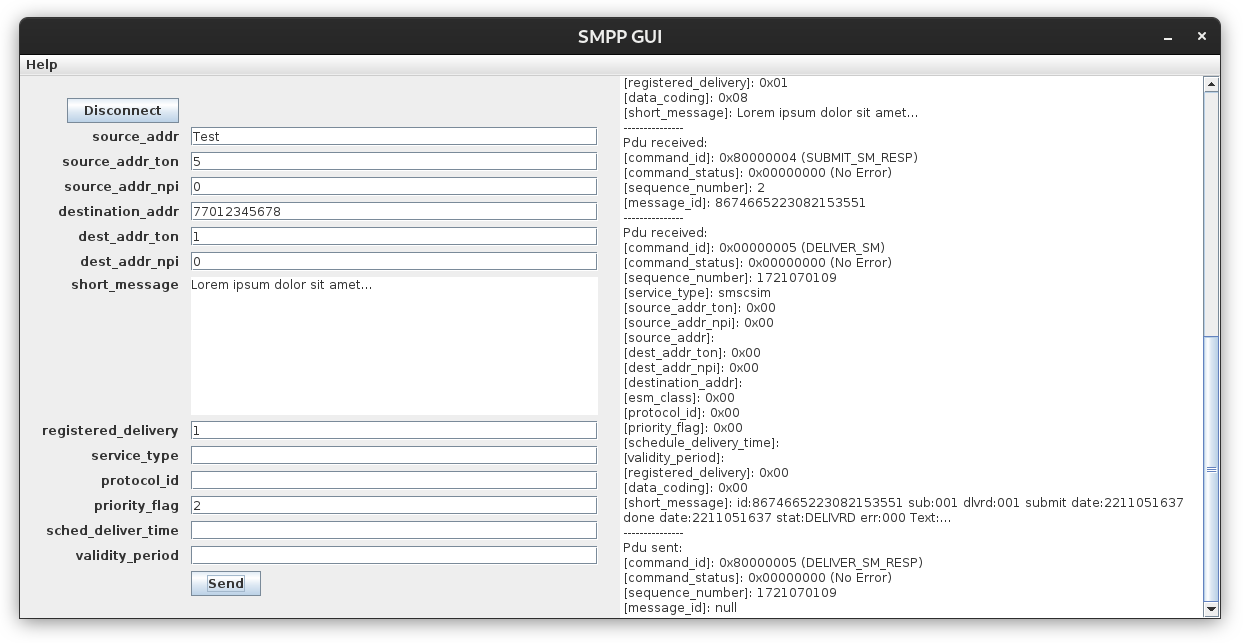 SMPP GUI
Help
Disconnect
source_addr Test
source_addr_ton 5
source_addr_npi 0
destination_addr 77012345678
dest_addr_ton 1
dest_addr_npi 0
short_message Lorem ipsum dolor sit amet...
registered_delivery 1
service_type
protocol_id
priority_flag 2
sched_deliver_time
validity_period
Send
[registered_delivery]: 0x01
[data_coding]: 0x08
[short_message]: Lorem ipsum dolor sit amet...
---------------
Pdu received:
[command_id]: 0x80000004 (SUBMIT_SM_RESP)
[command_status]: 0x00000000 (No Error)
[sequence_number]: 2
[message_id]: 8674665223082153551
---------------
Pdu received:
[command_id]: 0x00000005 (DELIVER_SM)
[command_status]: 0x00000000 (No Error)
[sequence_number]: 1721070109
[service_type]: smscsim
[source_addr_ton]: 0x00
[source_addr_npi]: 0x00
[source_addr]:
[dest_addr_ton]: 0x00
[dest_addr_npi]: 0x00
[destination_addr]:
[esm_class]: 0x00
[protocol_id]: 0x00
[priority_flag]: 0x00
[schedule_delivery_time]:
[validity_period]:
[registered_delivery]: 0x00
[data_coding]: 0x00
[short_message]: id:8674665223082153551 sub:001 dlvrd:001 submit date:2211051637
done date:2211051637 stat:DELIVRD err:000 Text:...
---------------
Pdu sent:
[command_id]: 0x80000005 (DELIVER_SM_RESP)
[command_status]: 0x00000000 (No Error)
[sequence_number]: 1721070109
[message_id]: null